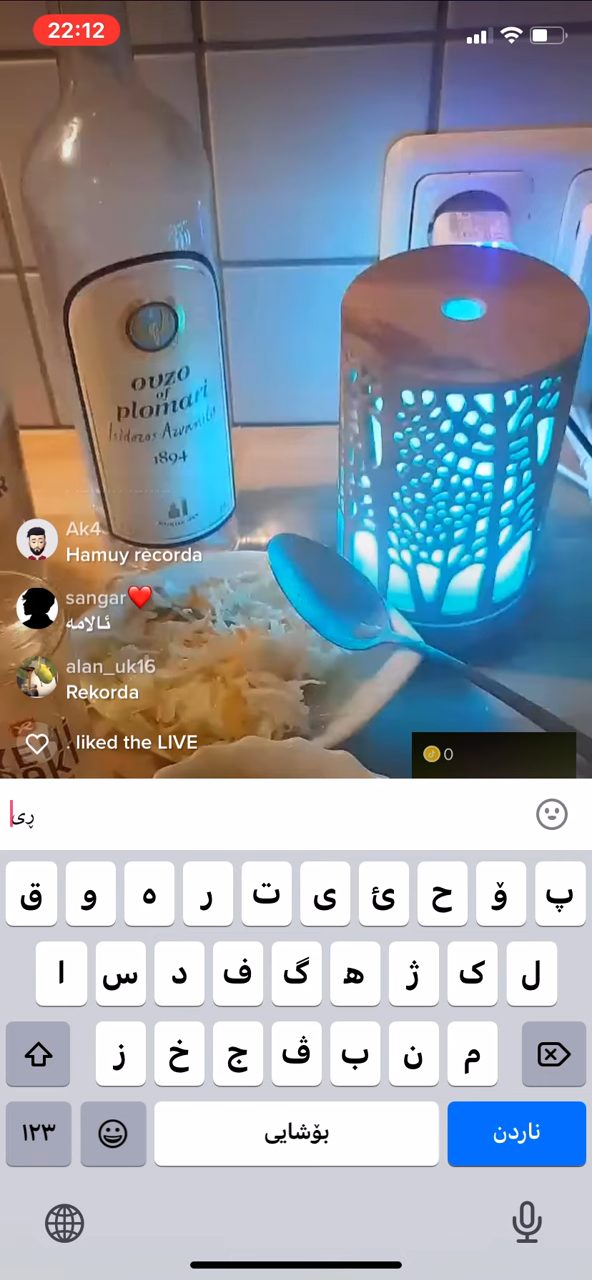 22:12
ouzo
of
plomari
Isidoros Arvanitis
1894
Ak4
Hamuy recorda
sangar❤️
ئالامە
alan_uk16
Rekorda
liked the LIVE
0
ڕی
ق و ە ر ت ی ئ ح ۆ پ
ا س د ف گ ھ ژ ک ل
ز خ ج ڤ ب ن م
١٢٣ بۆشایی ناردن